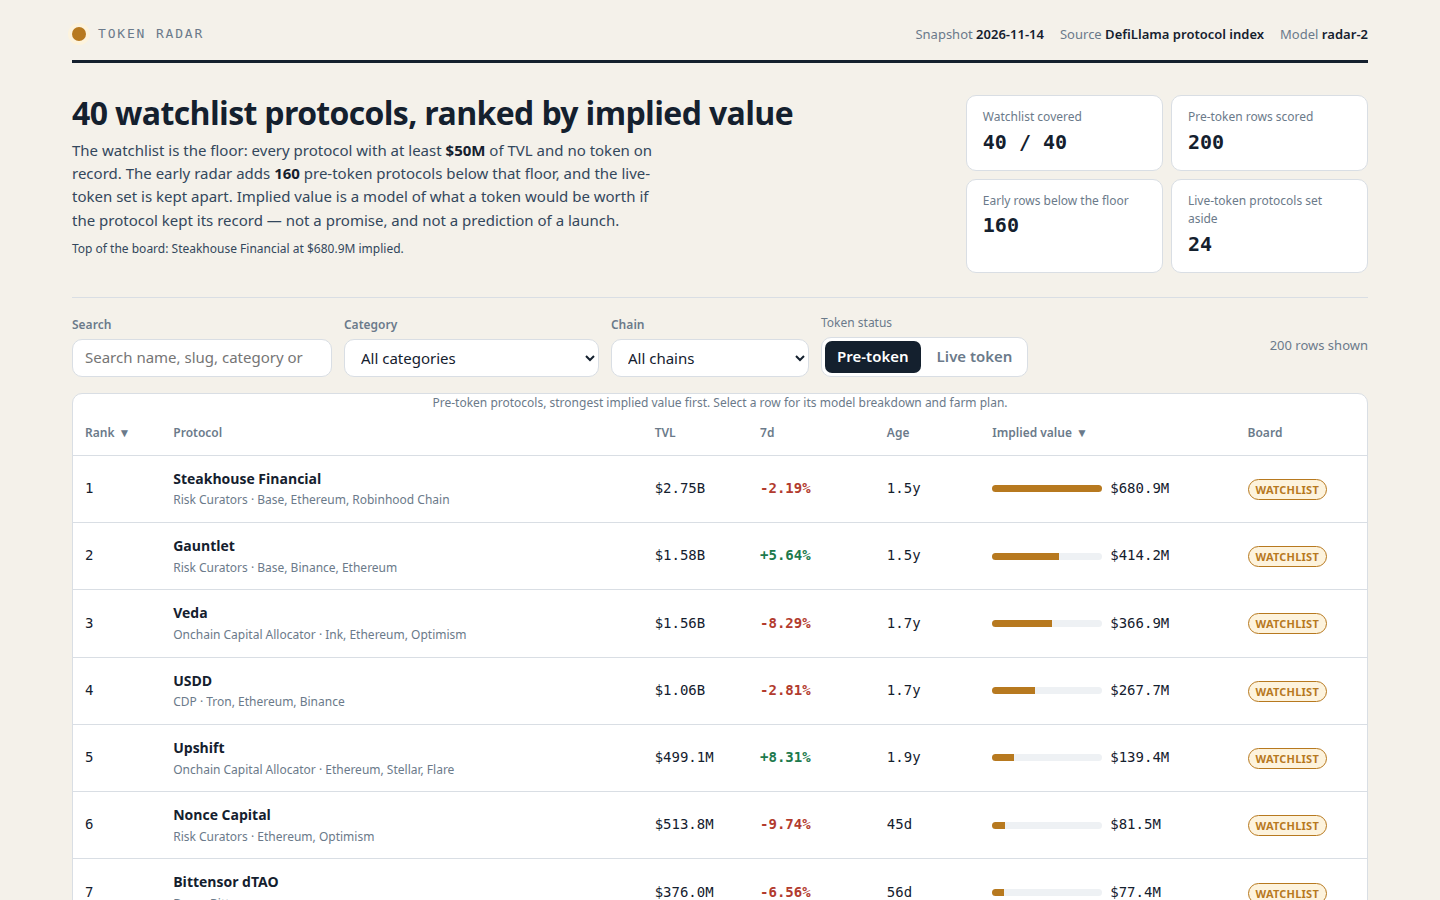 TOKEN RADAR
Snapshot 2026-11-14 Source DefiLlama protocol index Model radar-2
40 watchlist protocols, ranked by implied value
The watchlist is the floor: every protocol with at least $50M of TVL and no token on
record. The early radar adds 160 pre-token protocols below that floor, and the live-
token set is kept apart. Implied value is a model of what a token would be worth if
the protocol kept its record — not a promise, and not a prediction of a launch.
Top of the board: Steakhouse Financial at $680.9M implied.
Watchlist covered
40 / 40
Pre-token rows scored
200
Early rows below the floor
160
Live-token protocols set
aside
24
Search
Search name, slug, category or
Category
All categories
Chain
All chains
Token status
Pre-token Live token
200 rows shown
Pre-token protocols, strongest implied value first. Select a row for its model breakdown and farm plan.
Rank ▼ Protocol TVL 7d Age Implied value ▼ Board
1 Steakhouse Financial $2.75B -2.19% 1.5y $680.9M WATCHLIST
Risk Curators · Base, Ethereum, Robinhood Chain
2 Gauntlet $1.58B +5.64% 1.5y $414.2M WATCHLIST
Risk Curators · Base, Binance, Ethereum
3 Veda $1.56B -8.29% 1.7y $366.9M WATCHLIST
Onchain Capital Allocator · Ink, Ethereum, Optimism
4 USDD $1.06B -2.81% 1.7y $267.7M WATCHLIST
CDP · Tron, Ethereum, Binance
5 Upshift $499.1M +8.31% 1.9y $139.4M WATCHLIST
Onchain Capital Allocator · Ethereum, Stellar, Flare
6 Nonce Capital $513.8M -9.74% 45d $81.5M WATCHLIST
Risk Curators · Ethereum, Optimism
7 Bittensor dTAO $376.0M -6.56% 56d $77.4M WATCHLIST